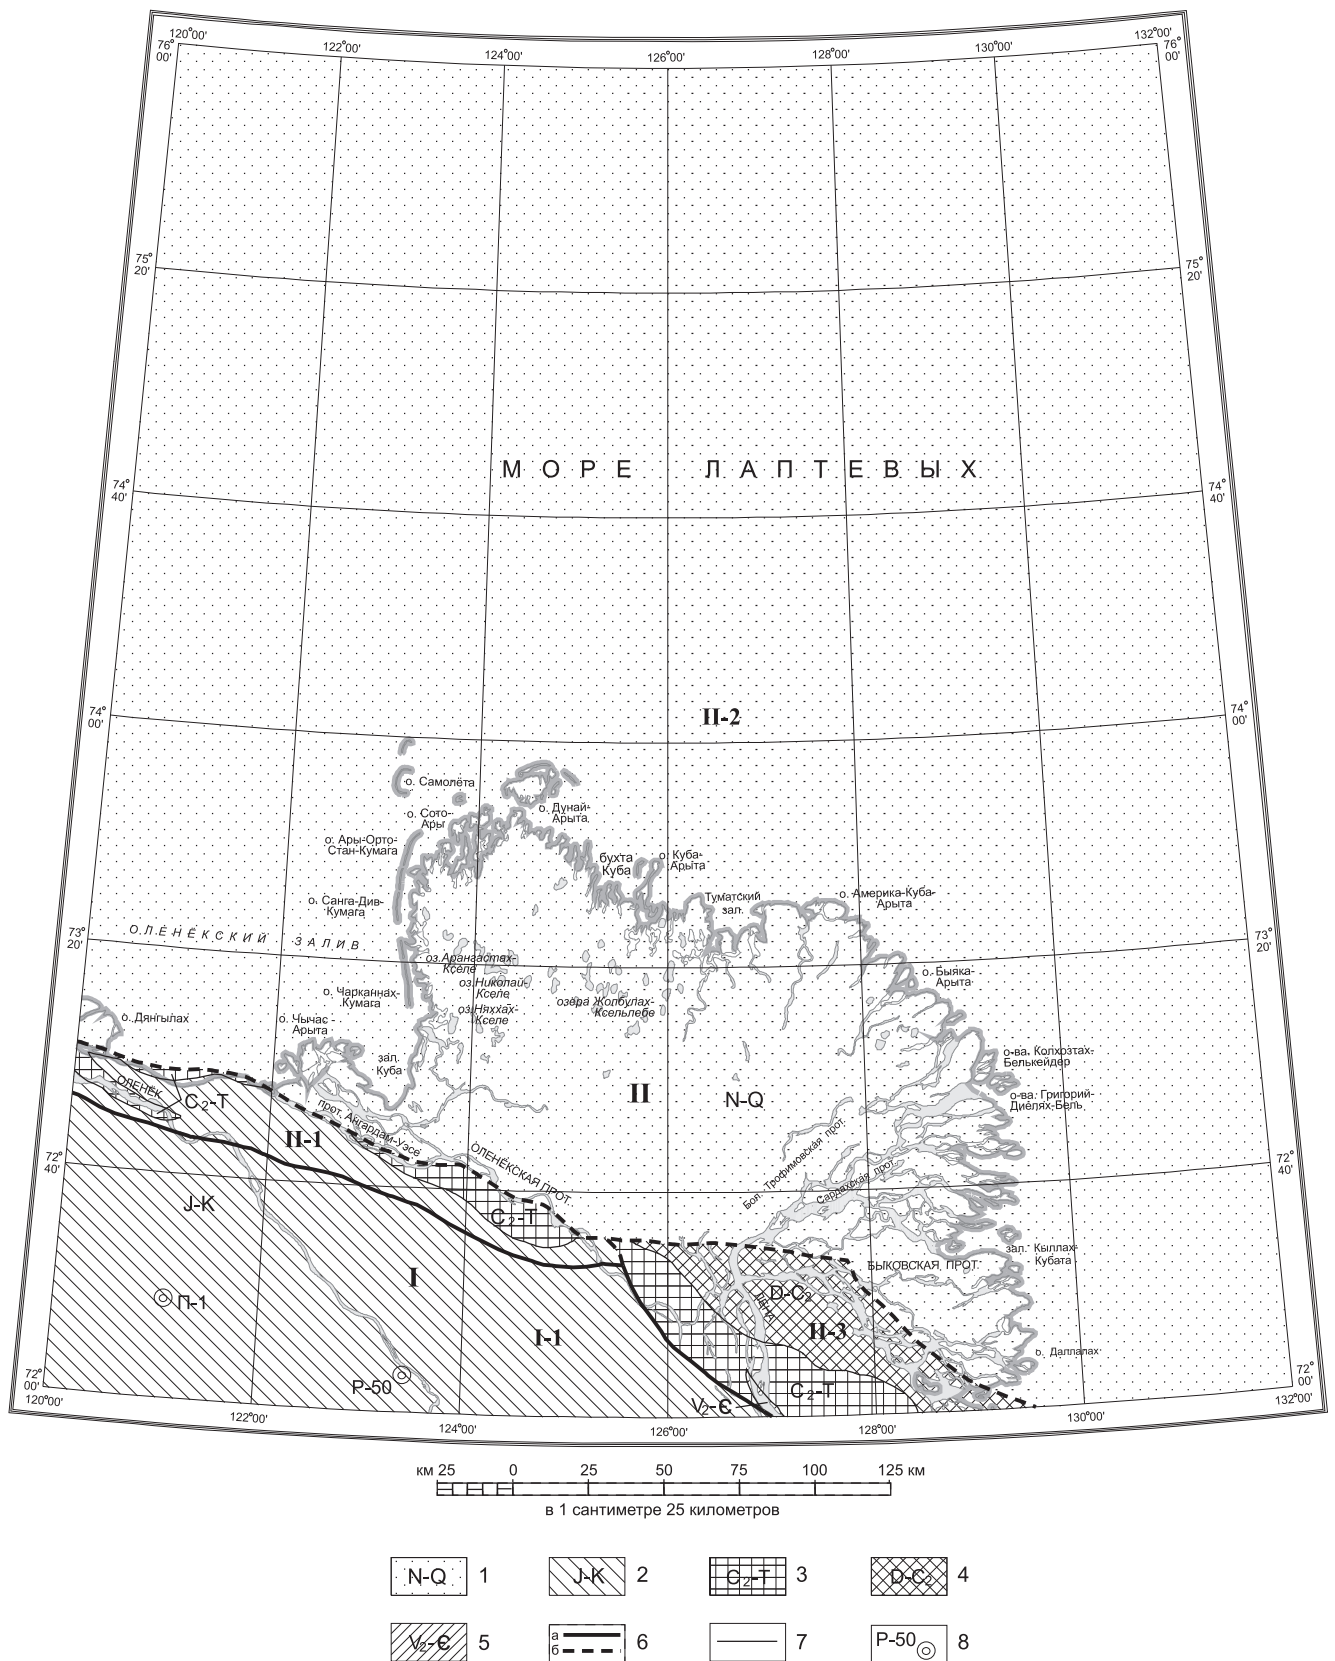 120°00'
122°00'
124°00'
126°00'
128°00'
130°00'
132°00'
76°
00'
76°
00'
75°
20'
75°
20'
МОРЕ ЛАПТЕВЫХ
74°
40'
74°
40'
74°
00'
74°
00'
II-2
о. Самолёта
о. Сото-
Ары
о. Дунай-
Арыта
о. Ары-Орто-
Стан-Кумага
бухта
Куба
о. Куба-
Арыта
о. Санга-Див-
Кумага
Туматский
зал.
о. Америка-Куба-
Арыта
73°
20'
73°
20'
ОЛЕНЁКСКИЙ ЗАЛИВ
оз.Арангастах-
Кёеле
оз.Николай-
Кёеле
оз.Няххах-
Кёеле
озёра Жолбулах-
Кёельлебе
о. Быяка-
Арыта
о. Чарканнах-
Кумага
о. Дянгылах
о. Чычас -
Арыта
зал.
Куба
о-ва. Колхозтах-
Белькейдер
о-ва. Григорий-
Диелях-Бель
ОЛЕНЁК
C₂-T
II
N-Q
II-1
прот. Ангардам-Уэсе
ОЛЕНЁКСКАЯ ПРОТ.
Бол. Трофимовская прот.
Сардахская прот.
72°
40'
72°
40'
J-K
C₂-T
зал. Кыллах-
Кубата
БЫКОВСКАЯ ПРОТ.
I
П-1
D-C₂
ЛЕНА
I-1
II-3
о. Даллалах
P-50
C₂-T
V₂-Є
72°
00'
72°
00'
120°00'
122°00'
124°00'
126°00'
128°00'
130°00'
132°00'
км 25 0 25 50 75 100 125 км
в 1 сантиметре 25 километров
N-Q 1 J-K 2 C₂-T 3 D-C₂ 4
V₂-Є 5 а б 6 7 P-50 8